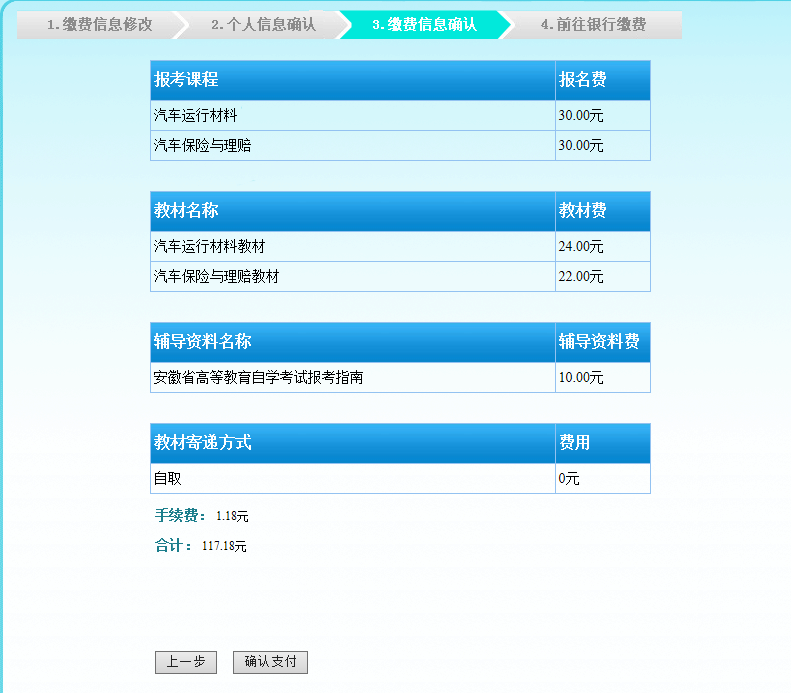 1.缴费信息修改 2.个人信息确认 3.缴费信息确认 4.前往银行缴费
报考课程 报名费
汽车运行材料 30.00元
汽车保险与理赔 30.00元
教材名称 教材费
汽车运行材料教材 24.00元
汽车保险与理赔教材 22.00元
辅导资料名称 辅导资料费
安徽省高等教育自学考试报考指南 10.00元
教材寄递方式 费用
自取 0元
手续费： 1.18元
合计： 117.18元
上一步 确认支付